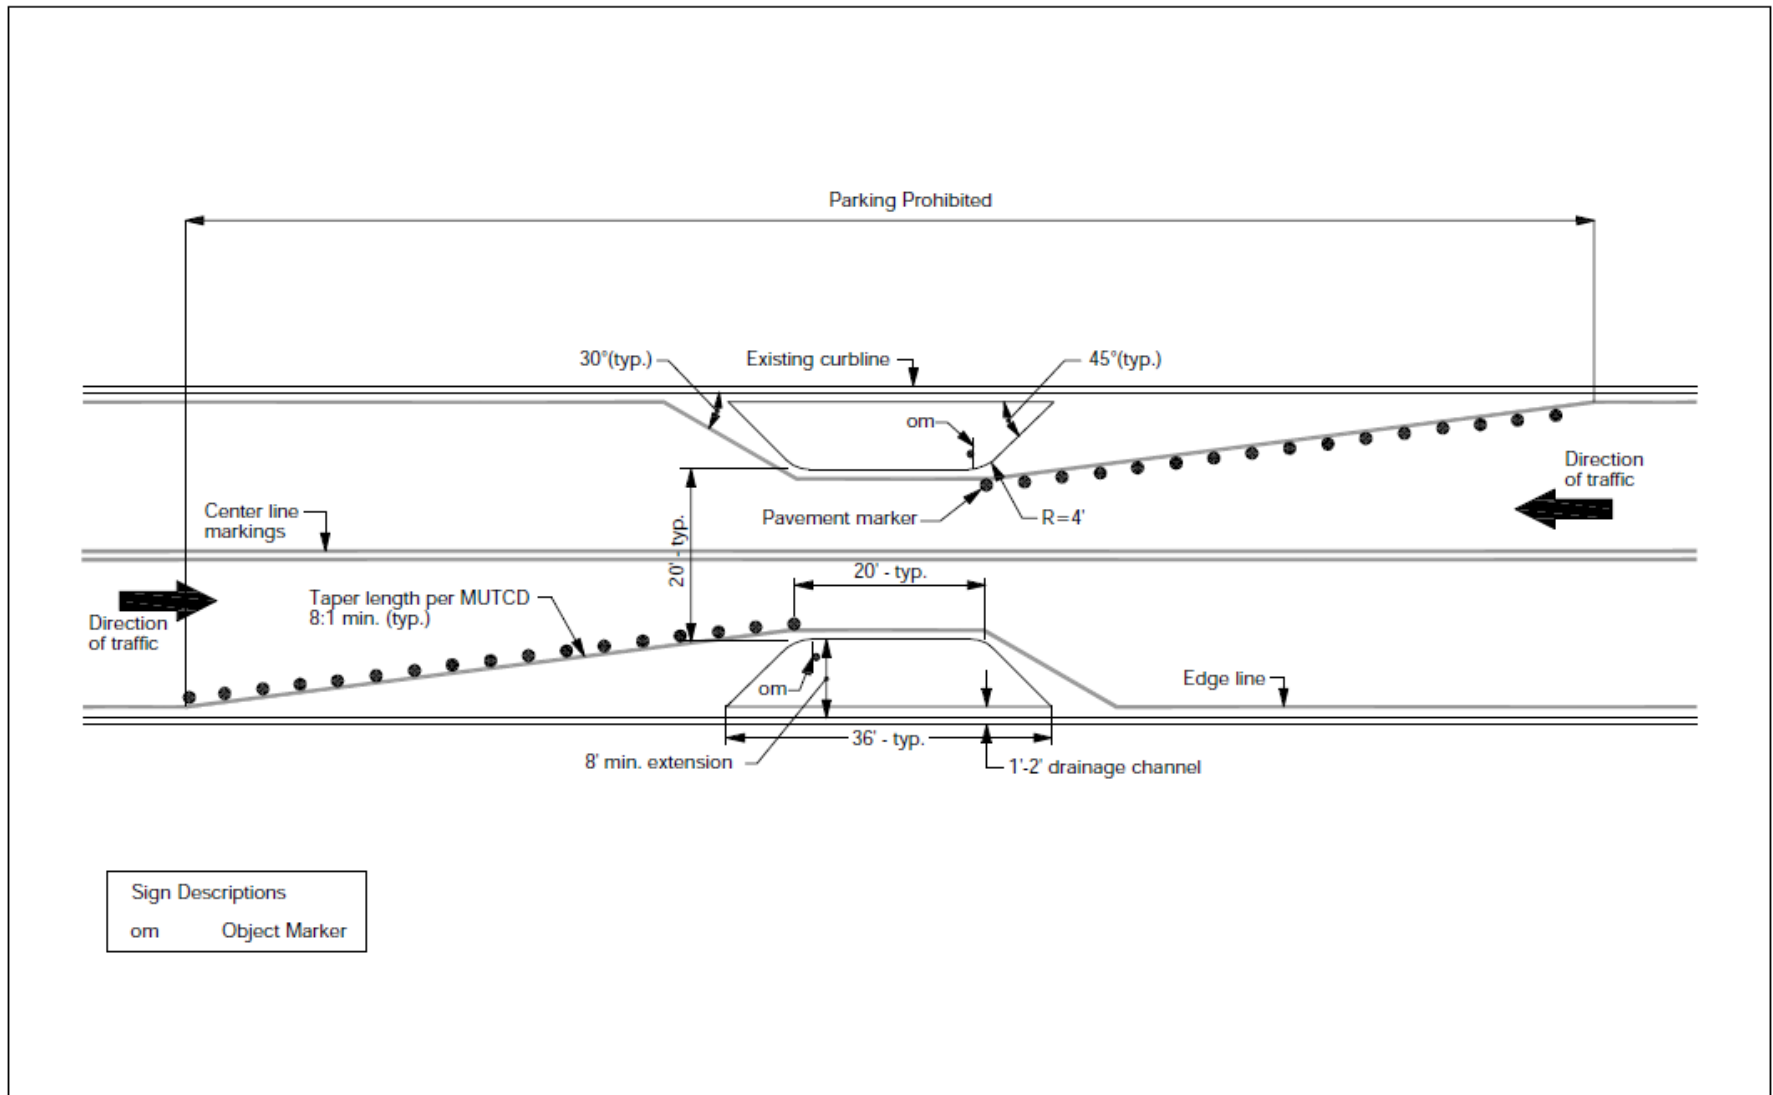 Parking Prohibited
30°(typ.)
Existing curbline
45°(typ.)
om
Direction
of traffic
Center line
markings
Pavement marker
R=4'
20' - typ.
20' - typ.
Taper length per MUTCD
8:1 min. (typ.)
Direction
of traffic
om
Edge line
36' - typ.
8' min. extension
1'-2' drainage channel
Sign Descriptions
om Object Marker